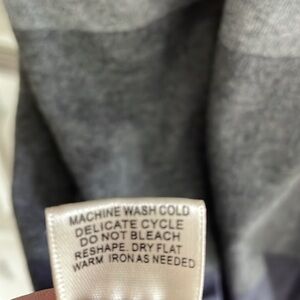 MACHINE WASH COLD
DELICATE CYCLE
DO NOT BLEACH
RESHAPE. DRY FLAT
WARM IRON AS NEEDED